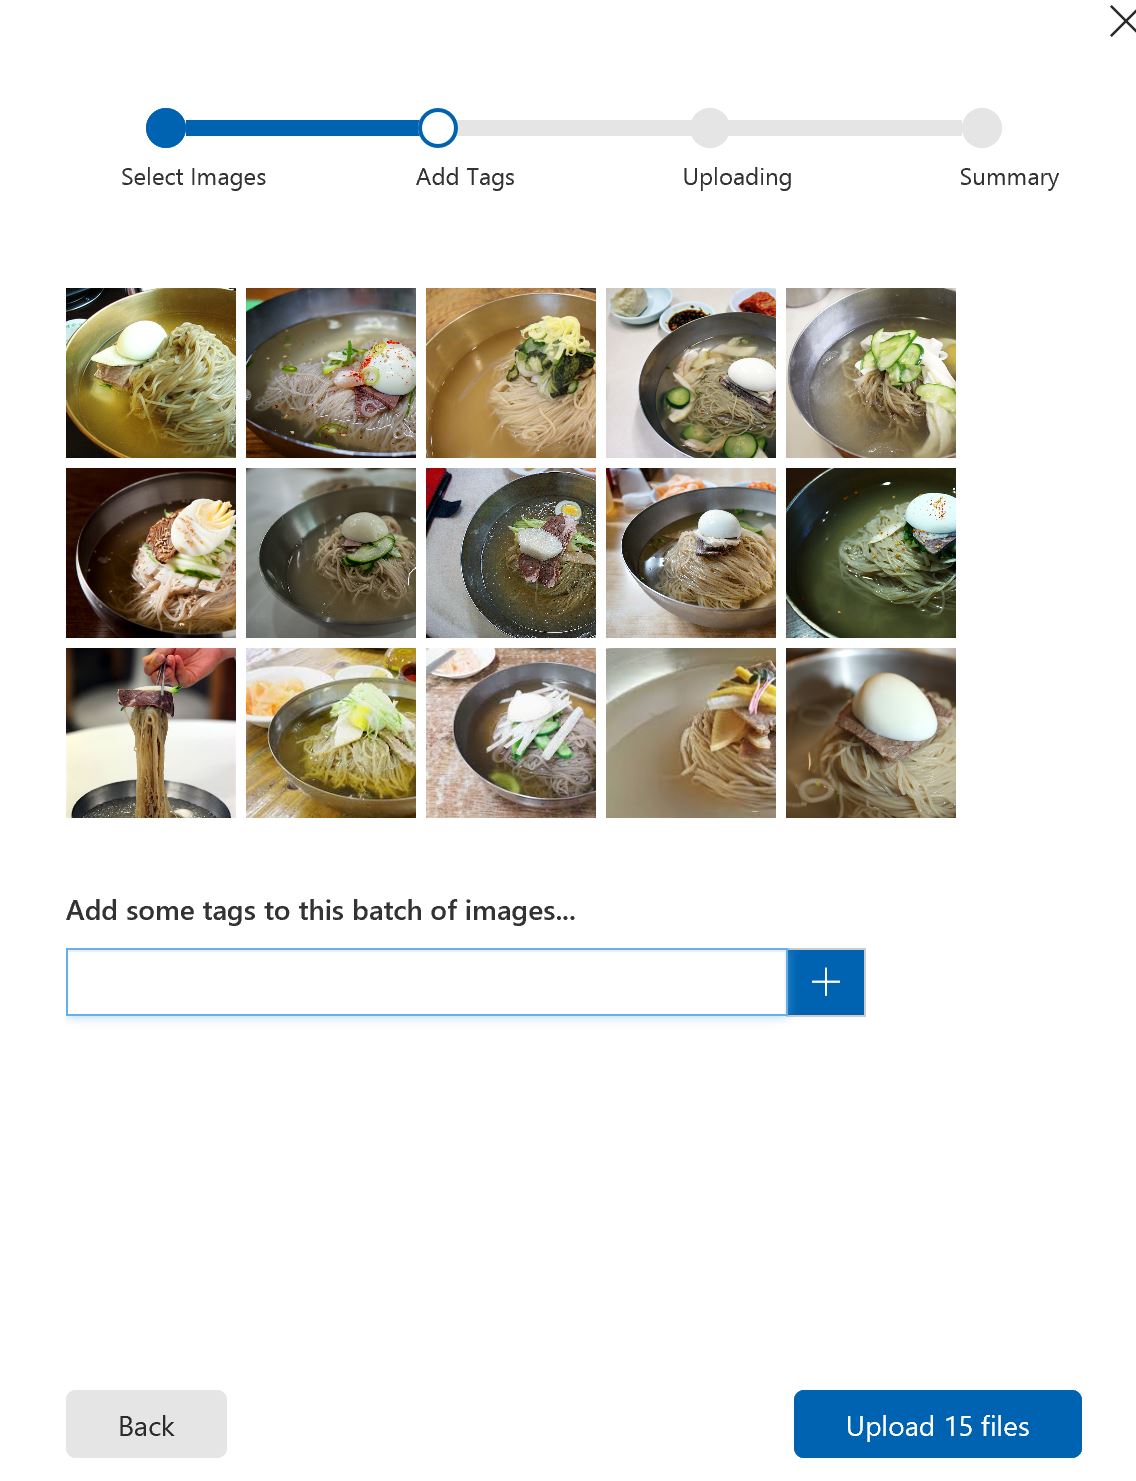 Select Images
Add Tags
Uploading
Summary
Add some tags to this batch of images...
Back
Upload 15 files